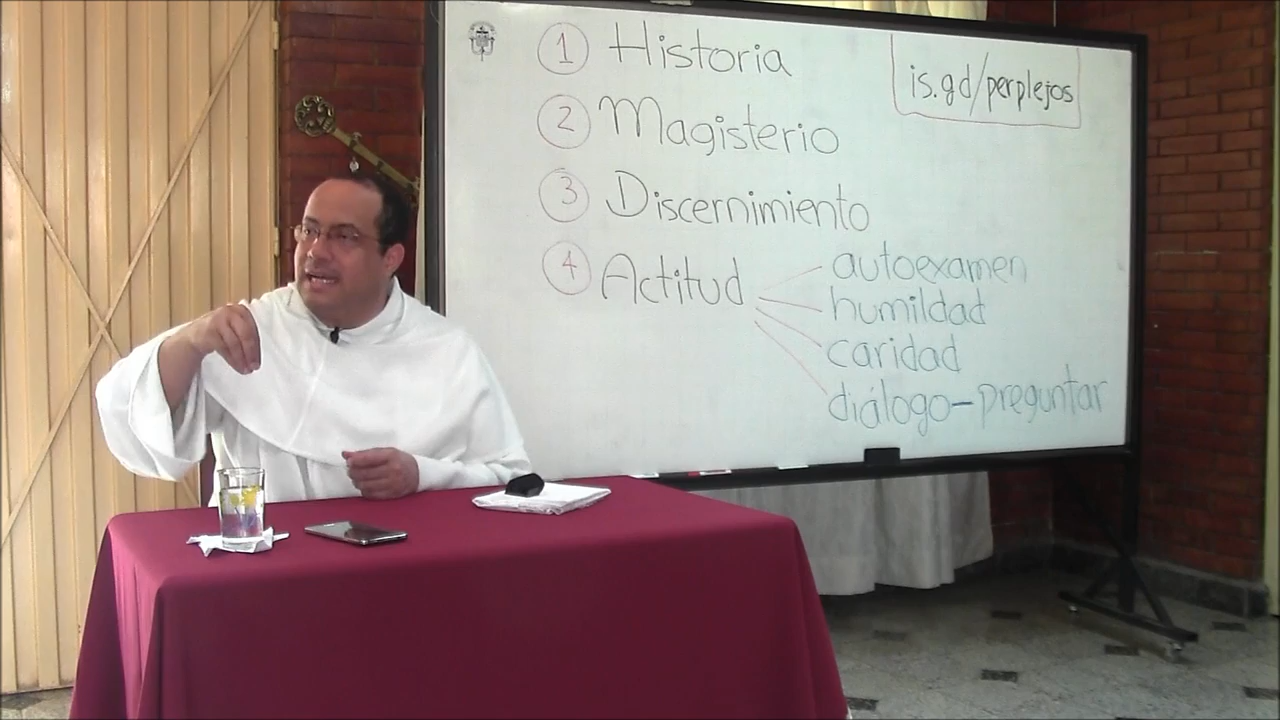 1 Historia
is.gd/perplejos
2 Magisterio
3 Discernimiento
4 Actitud
autoexamen
humildad
caridad
diálogo-preguntar